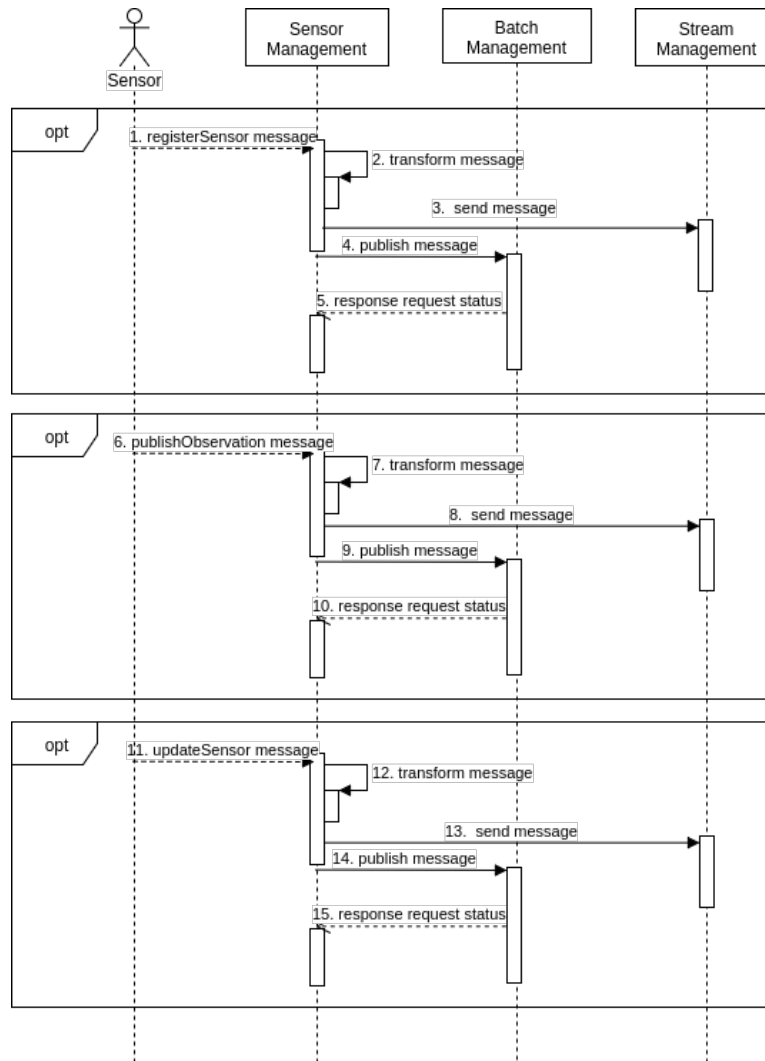 Sensor
Sensor
Management
Batch
Management
Stream
Management
opt
1. registerSensor message
2. transform message
3.  send message
4. publish message
5. response request status
opt
6. publishObservation message
7. transform message
8.  send message
9. publish message
10. response request status
opt
11. updateSensor message
12. transform message
13.  send message
14. publish message
15. response request status